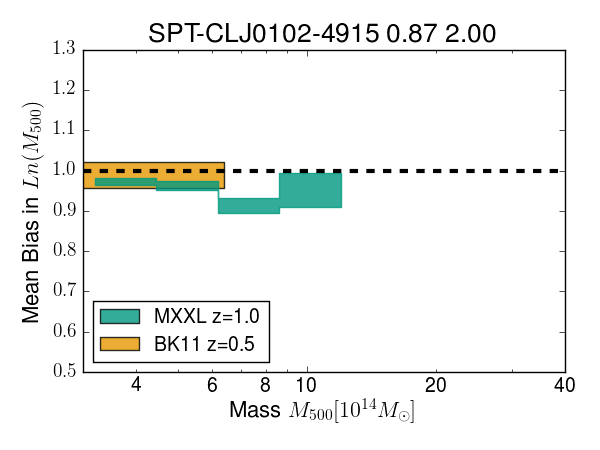 SPT-CLJ0102-4915 0.87 2.00
Mean Bias in Ln(M₅₀₀)
1.3
1.2
1.1
1.0
0.9
0.8
0.7
0.6
0.5
MXXL z=1.0
BK11 z=0.5
4 6 8 10 20 40
Mass M₅₀₀[10¹⁴M☉]